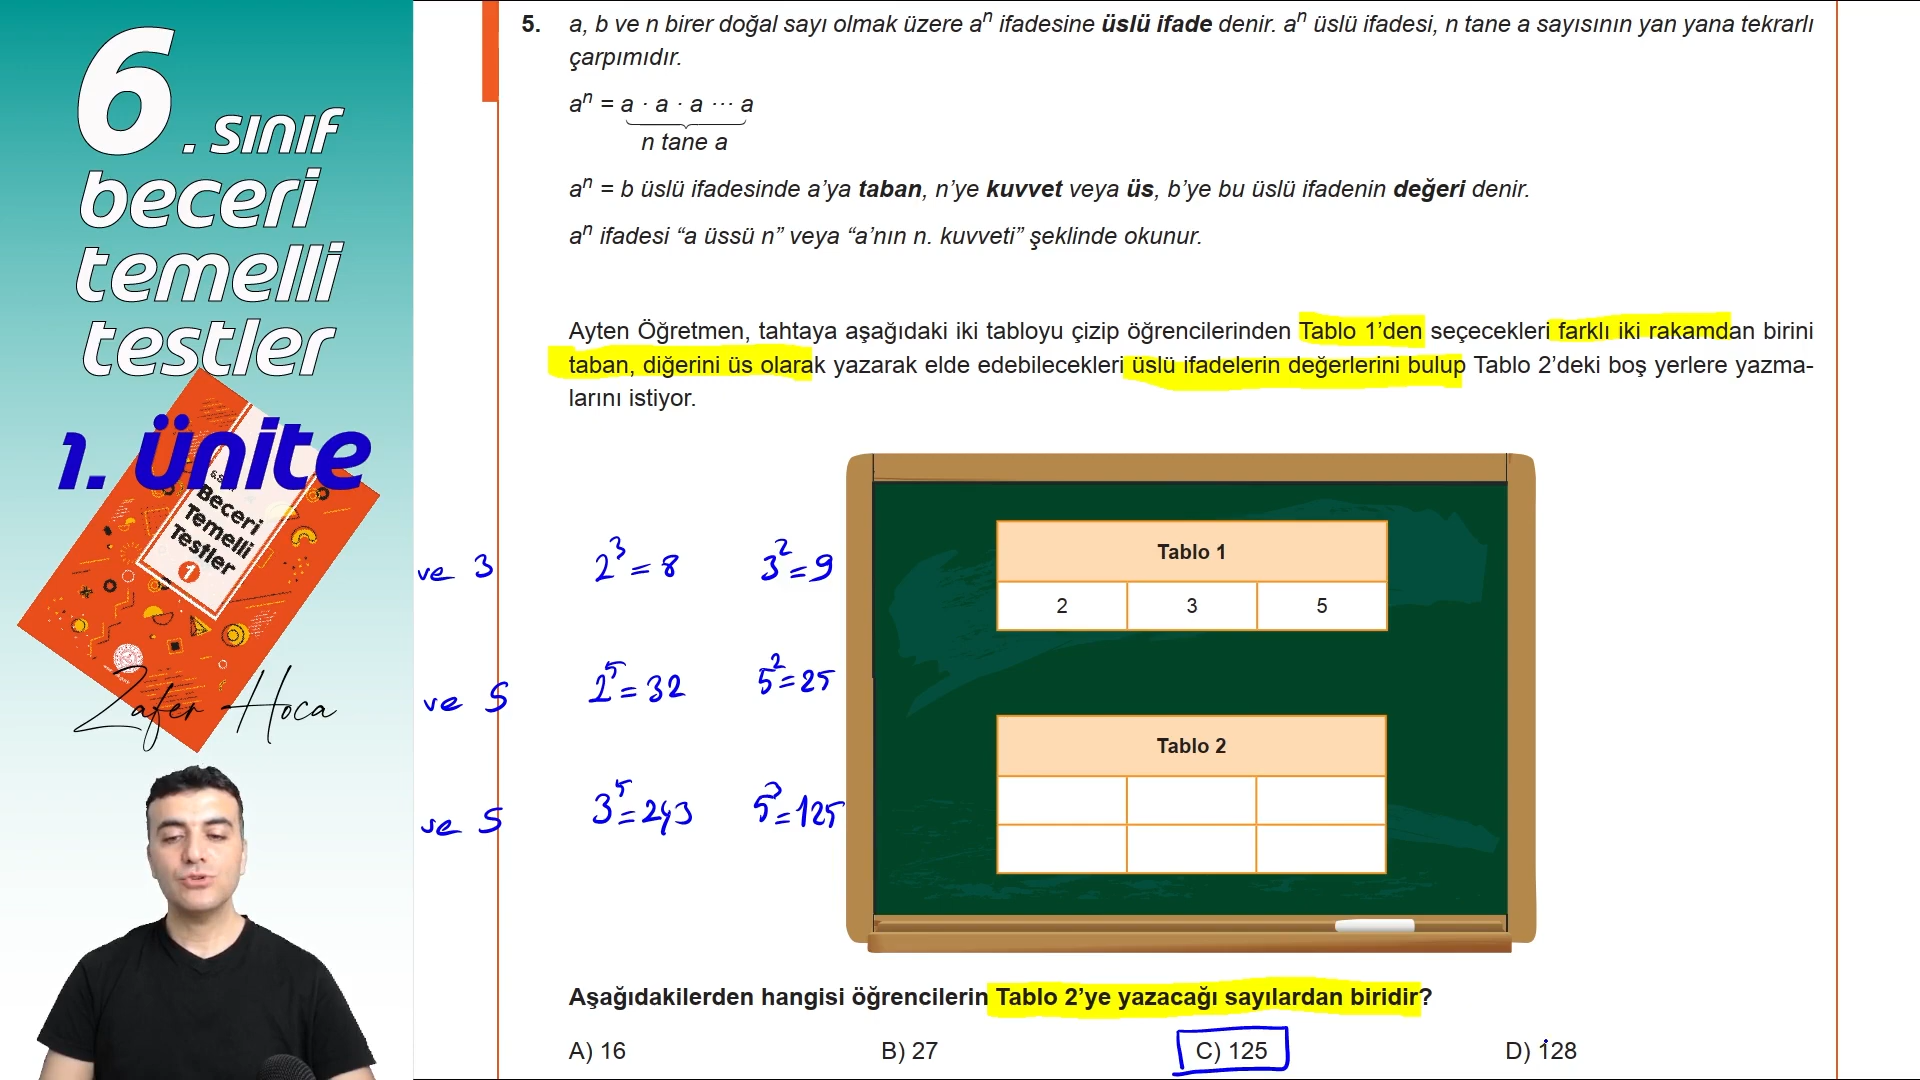 6. sınıf
beceri
temelli
testler
1. ünite
Beceri
Temelli
Testler
1
Zafer Hoca
5. a, b ve n birer doğal sayı olmak üzere aⁿ ifadesine üslü ifade denir. aⁿ üslü ifadesi, n tane a sayısının yan yana tekrarlı
çarpımıdır.
aⁿ = a · a · a ··· a
n tane a
aⁿ = b üslü ifadesinde a’ya taban, n’ye kuvvet veya üs, b’ye bu üslü ifadenin değeri denir.
aⁿ ifadesi “a üssü n” veya “a’nın n. kuvveti” şeklinde okunur.
Ayten Öğretmen, tahtaya aşağıdaki iki tabloyu çizip öğrencilerinden Tablo 1’den seçecekleri farklı iki rakamdan birini
taban, diğerini üs olarak yazarak elde edebilecekleri üslü ifadelerin değerlerini bulup Tablo 2’deki boş yerlere yazma-
larını istiyor.
Tablo 1
2 3 5
ve 3 2³ = 8 3² = 9
ve 5 2⁵ = 32 5² = 25
ve 5 3⁵ = 243 5³ = 125
Tablo 2
Aşağıdakilerden hangisi öğrencilerin Tablo 2’ye yazacağı sayılardan biridir?
A) 16 B) 27 C) 125 D) 128